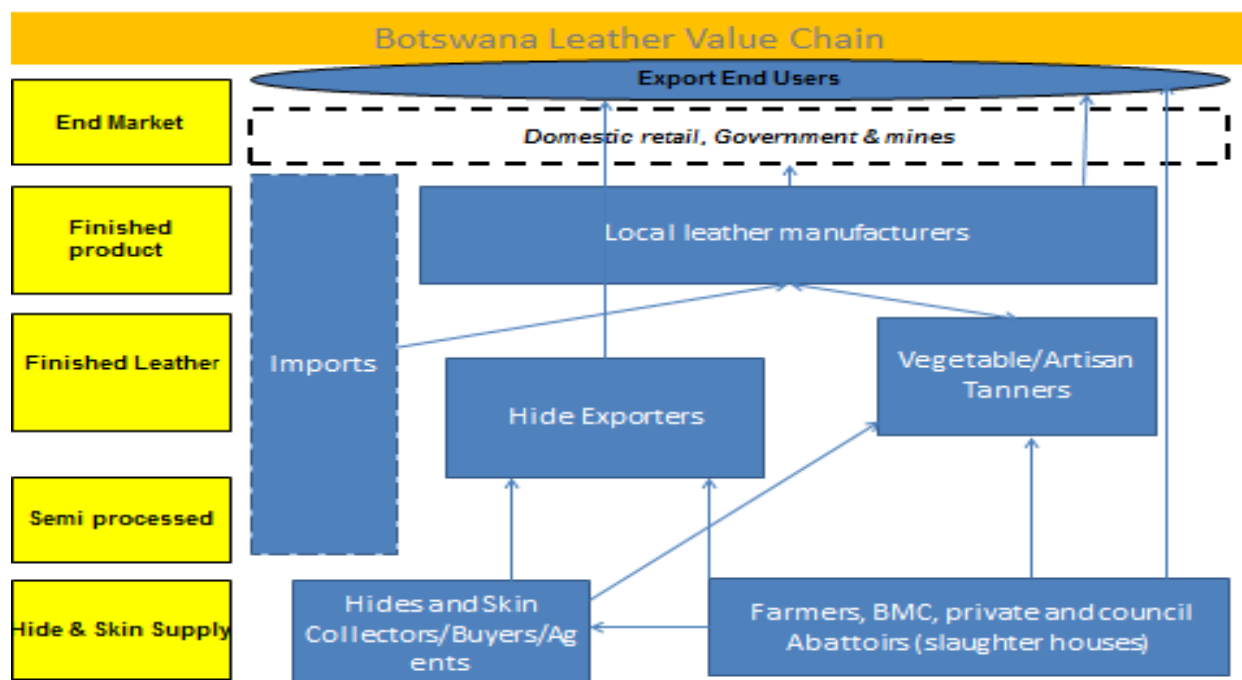 Botswana Leather Value Chain
Export End Users
End Market
Domestic retail, Government & mines
Finished
product
Local leather manufacturers
Finished Leather
Imports
Vegetable/Artisan
Tanners
Hide Exporters
Semi processed
Hide & Skin Supply
Hides and Skin
Collectors/Buyers/Ag
ents
Farmers, BMC, private and council
Abattoirs (slaughter houses)